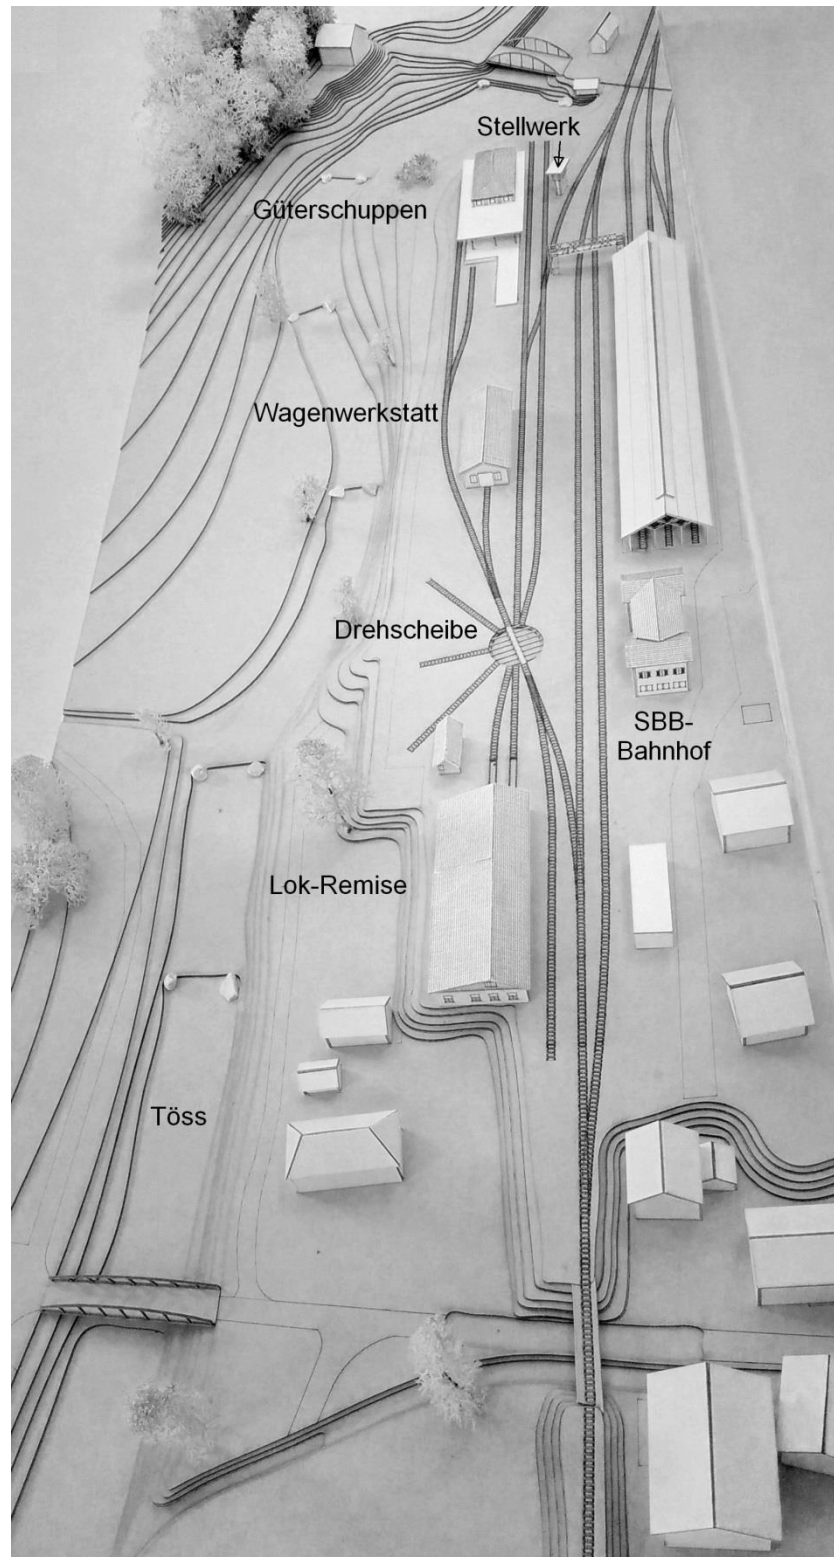 Stellwerk
Güterschuppen
Wagenwerkstatt
Drehscheibe
SBB-
Bahnhof
Lok-Remise
Töss